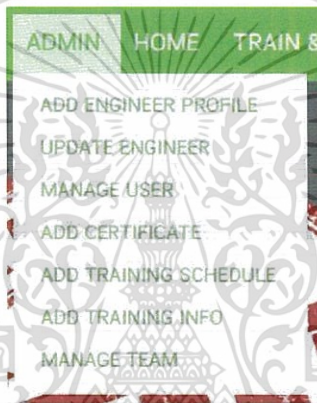 ADMIN HOME TRAIN &
ADD ENGINEER PROFILE
UPDATE ENGINEER
MANAGE USER
ADD CERTIFICATE
ADD TRAINING SCHEDULE
ADD TRAINING INFO
MANAGE TEAM